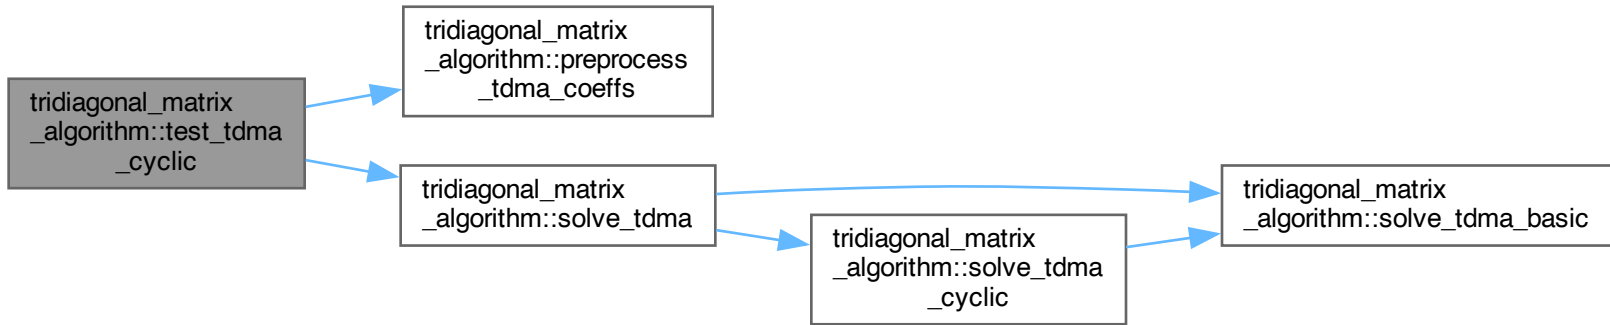 tridiagonal_matrix
_algorithm::test_tdma
_cyclic
tridiagonal_matrix
_algorithm::preprocess
_tdma_coeffs
tridiagonal_matrix
_algorithm::solve_tdma
tridiagonal_matrix
_algorithm::solve_tdma
_cyclic
tridiagonal_matrix
_algorithm::solve_tdma_basic